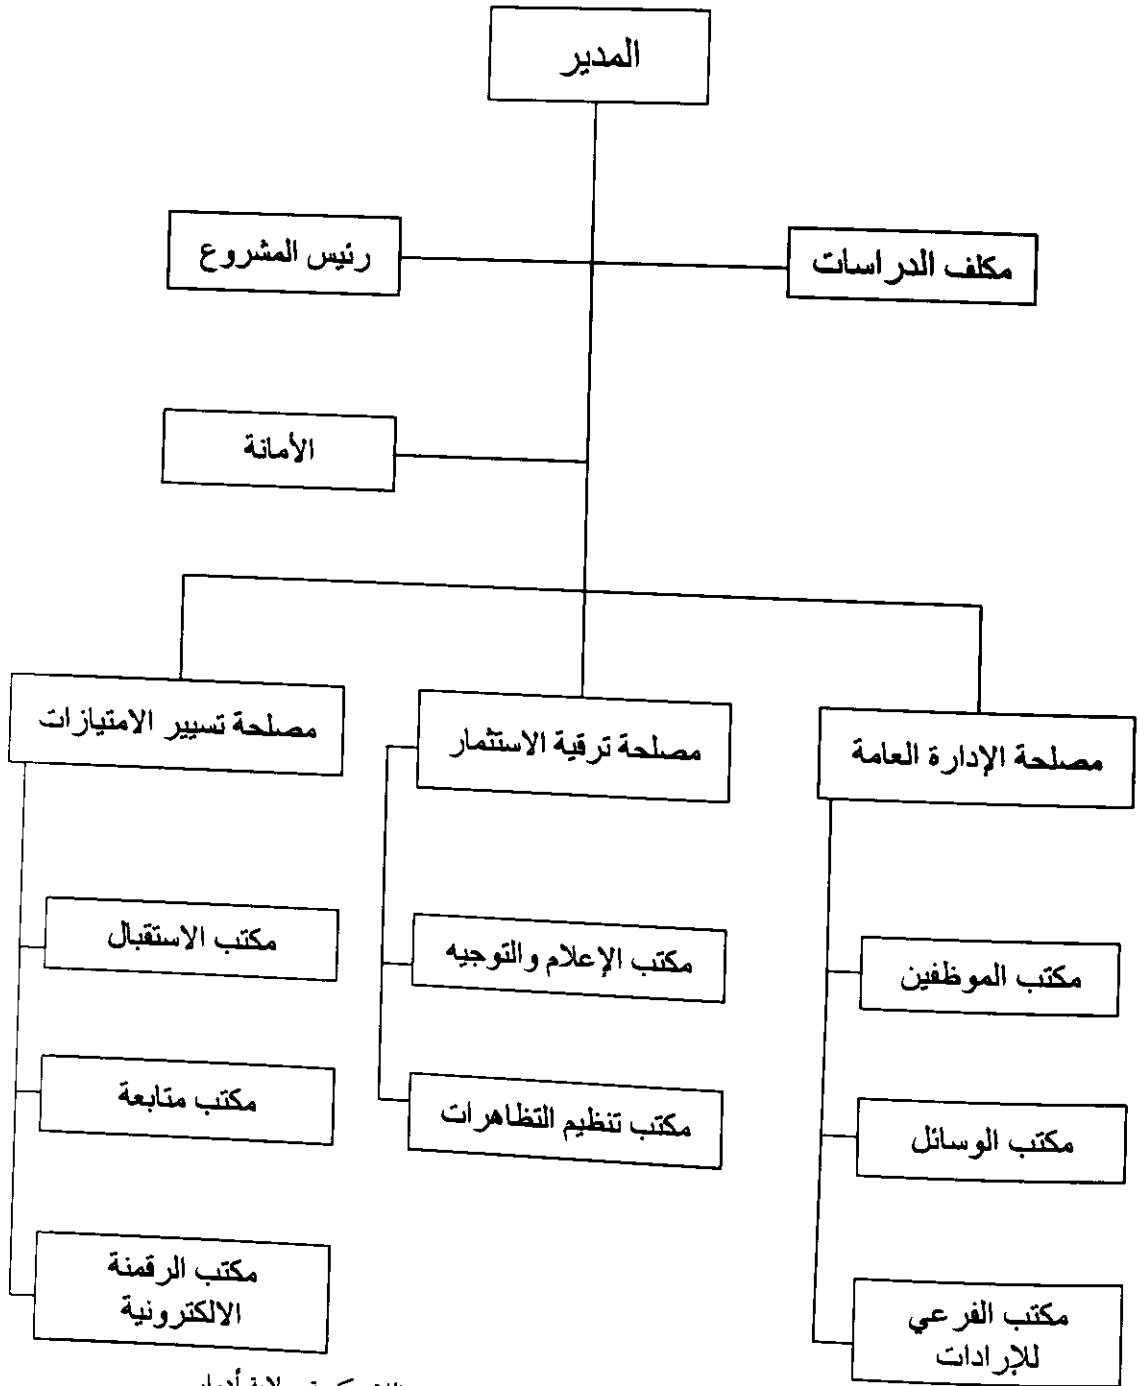 المدير
مكلف الدراسات
رئيس المشروع
الأمانة
مصلحة الإدارة العامة
مصلحة ترقية الاستثمار
مصلحة تسيير الامتيازات
مكتب الموظفين
مكتب الإعلام والتوجيه
مكتب الاستقبال
مكتب الوسائل
مكتب تنظيم التظاهرات
مكتب متابعة
مكتب الفرعي
للإرادات
مكتب الرقمنة
الالكترونية